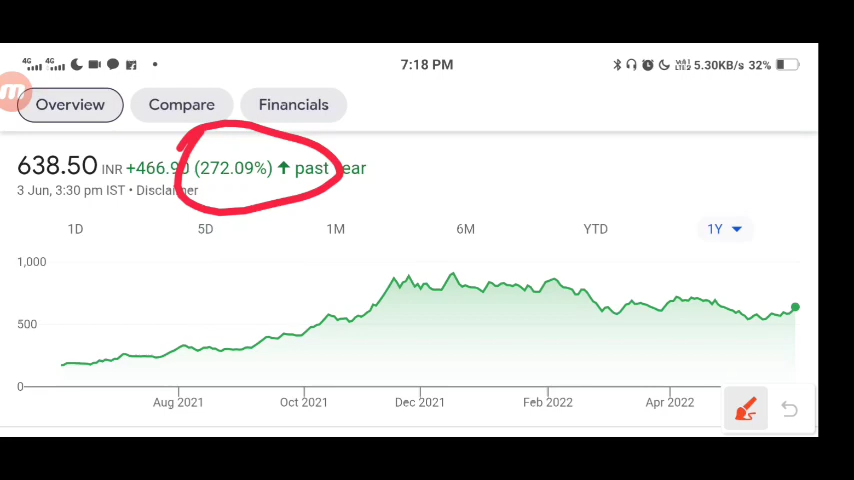 4G 4G 7:18 PM 5.30KB/s 32%
Overview Compare Financials
638.50 INR +466.90 (272.09%) ↑ past year
3 Jun, 3:30 pm IST • Disclaimer
1D 5D 1M 6M YTD 1Y
1,000
500
0
Aug 2021 Oct 2021 Dec 2021 Feb 2022 Apr 2022